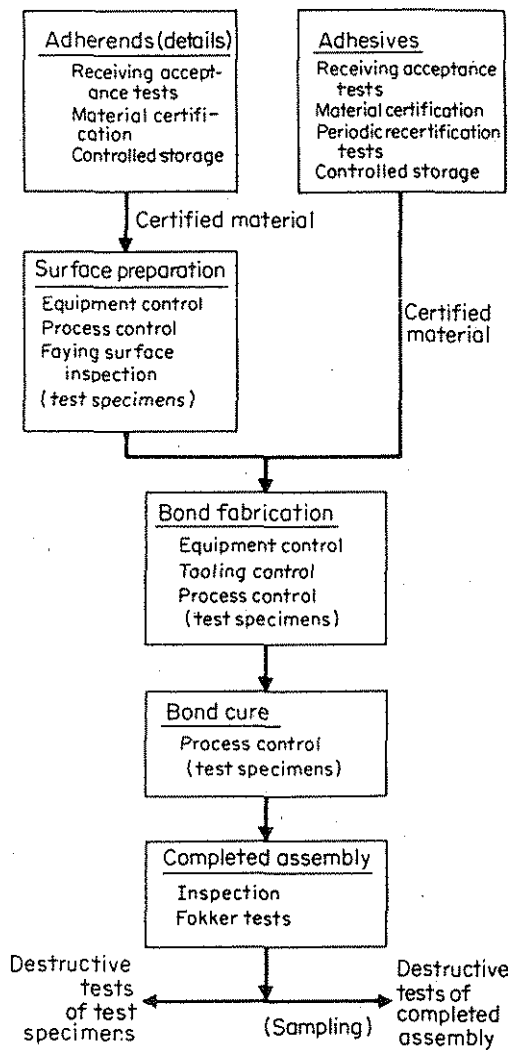 Adherends (details)
Receiving accept-
ance tests
Material certifi-
cation
Controlled storage
Adhesives
Receiving acceptance
tests
Material certification
Periodic recertification
tests
Controlled storage
Certified material
Surface preparation
Equipment control
Process control
Faying surface
inspection
(test specimens)
Certified
material
Bond fabrication
Equipment control
Tooling control
Process control
(test specimens)
Bond cure
Process control
(test specimens)
Completed assembly
Inspection
Fokker tests
Destructive
tests
of test
specimens
(Sampling)
Destructive
tests of
completed
assembly